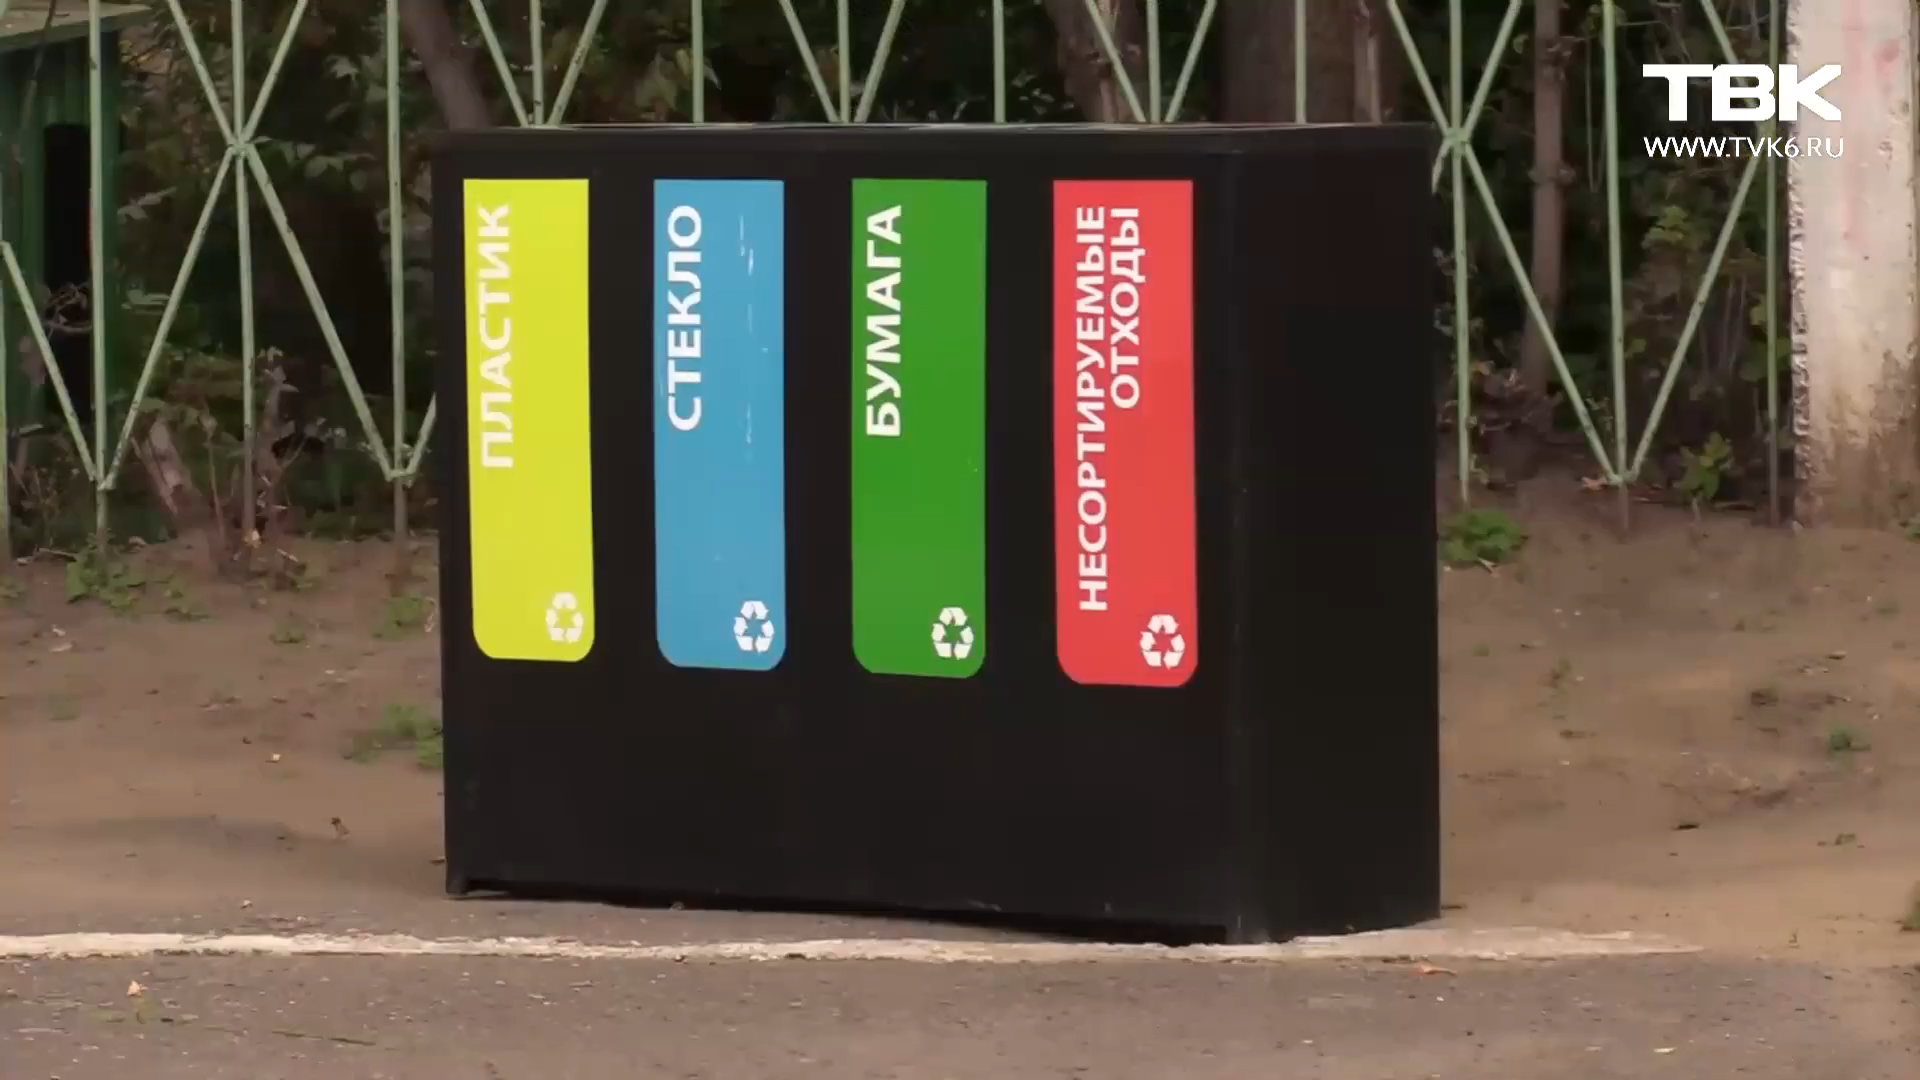 ТВК
WWW.TVK6.RU
ПЛАСТИК
СТЕКЛО
БУМАГА
НЕСОРТИРУЕМЫЕ
ОТХОДЫ